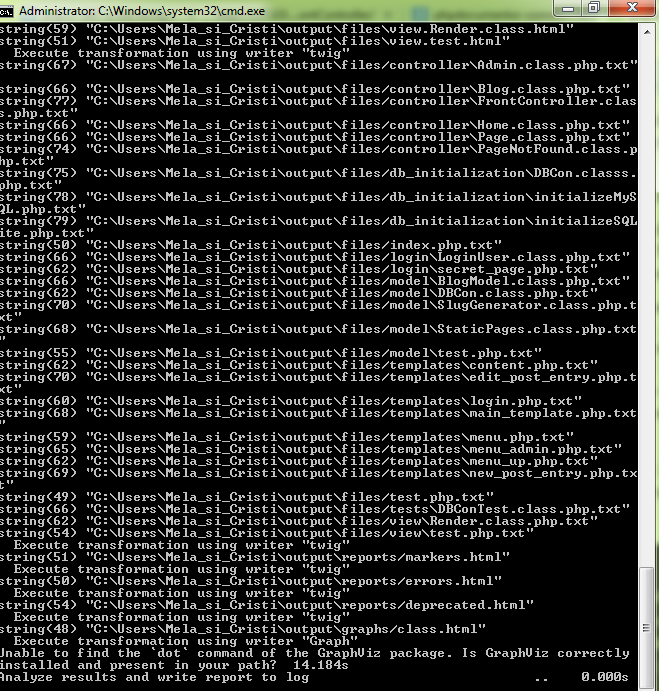 Administrator: C:\Windows\system32\cmd.exe
string(59) "C:\Users\Mela_si_Cristi\output\files\view.Render.class.html"
string(51) "C:\Users\Mela_si_Cristi\output\files\view.test.html"
Execute transformation using writer "twig"
string(67) "C:\Users\Mela_si_Cristi\output\files/controller\Admin.class.php.txt"
string(66) "C:\Users\Mela_si_Cristi\output\files/controller\Blog.class.php.txt"
string(77) "C:\Users\Mela_si_Cristi\output\files/controller\FrontController.clas
s.php.txt"
string(66) "C:\Users\Mela_si_Cristi\output\files/controller\Home.class.php.txt"
string(66) "C:\Users\Mela_si_Cristi\output\files/controller\Page.class.php.txt"
string(74) "C:\Users\Mela_si_Cristi\output\files/controller\PageNotFound.class.p
hp.txt"
string(75) "C:\Users\Mela_si_Cristi\output\files/db_initialization\DBCon.classs.
php.txt"
string(78) "C:\Users\Mela_si_Cristi\output\files/db_initialization\initializeMyS
QL.php.txt"
string(79) "C:\Users\Mela_si_Cristi\output\files/db_initialization\initializeSQL
ite.php.txt"
string(50) "C:\Users\Mela_si_Cristi\output\files/index.php.txt"
string(66) "C:\Users\Mela_si_Cristi\output\files/login\LoginUser.class.php.txt"
string(62) "C:\Users\Mela_si_Cristi\output\files/login\secret_page.php.txt"
string(66) "C:\Users\Mela_si_Cristi\output\files/model\BlogModel.class.php.txt"
string(62) "C:\Users\Mela_si_Cristi\output\files/model\DBCon.class.php.txt"
string(70) "C:\Users\Mela_si_Cristi\output\files/model\SlugGenerator.class.php.t
xt"
string(68) "C:\Users\Mela_si_Cristi\output\files/model\StaticPages.class.php.txt
"
string(55) "C:\Users\Mela_si_Cristi\output\files/model\test.php.txt"
string(62) "C:\Users\Mela_si_Cristi\output\files/templates\content.php.txt"
string(70) "C:\Users\Mela_si_Cristi\output\files/templates\edit_post_entry.php.t
xt"
string(60) "C:\Users\Mela_si_Cristi\output\files/templates\login.php.txt"
string(68) "C:\Users\Mela_si_Cristi\output\files/templates\main_template.php.txt
"
string(59) "C:\Users\Mela_si_Cristi\output\files/templates\menu.php.txt"
string(65) "C:\Users\Mela_si_Cristi\output\files/templates\menu_admin.php.txt"
string(62) "C:\Users\Mela_si_Cristi\output\files/templates\menu_up.php.txt"
string(69) "C:\Users\Mela_si_Cristi\output\files/templates\new_post_entry.php.tx
t"
string(49) "C:\Users\Mela_si_Cristi\output\files/test.php.txt"
string(66) "C:\Users\Mela_si_Cristi\output\files/tests\DBConTest.class.php.txt"
string(62) "C:\Users\Mela_si_Cristi\output\files/view\Render.class.php.txt"
string(54) "C:\Users\Mela_si_Cristi\output\files/view\test.php.txt"
Execute transformation using writer "twig"
string(51) "C:\Users\Mela_si_Cristi\output\reports/markers.html"
Execute transformation using writer "twig"
string(50) "C:\Users\Mela_si_Cristi\output\reports/errors.html"
Execute transformation using writer "twig"
string(54) "C:\Users\Mela_si_Cristi\output\reports/deprecated.html"
Execute transformation using writer "twig"
string(48) "C:\Users\Mela_si_Cristi\output\graphs/class.html"
Execute transformation using writer "Graph"
Unable to find the `dot` command of the GraphViz package. Is GraphViz correctly
installed and present in your path?  14.184s
Analyze results and write report to log .. 0.000s